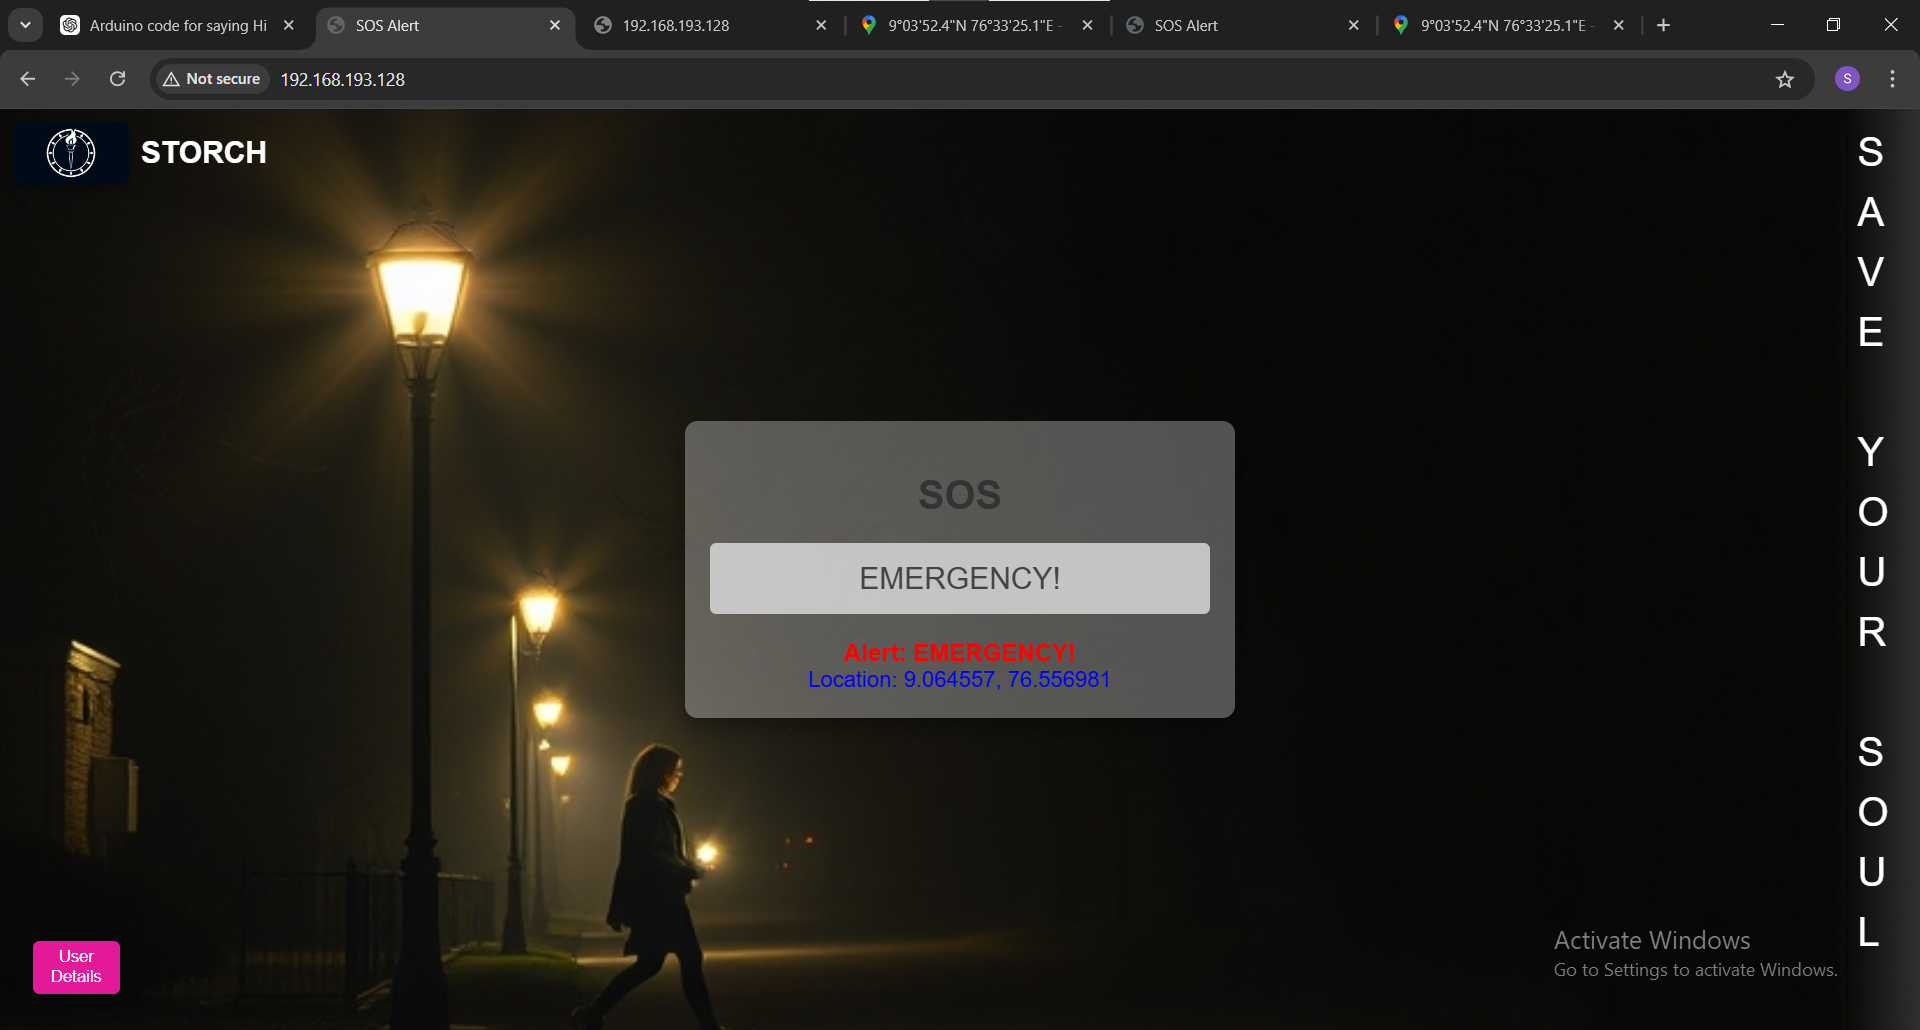 Arduino code for saying Hi
SOS Alert
192.168.193.128
9°03'52.4"N 76°33'25.1"E -
SOS Alert
9°03'52.4"N 76°33'25.1"E -
Not secure
192.168.193.128
S
STORCH
SOS
EMERGENCY!
Alert: EMERGENCY!
Location: 9.064557, 76.556981
User
Details
S
A
V
E
Y
O
U
R
S
O
U
L
Activate Windows
Go to Settings to activate Windows.